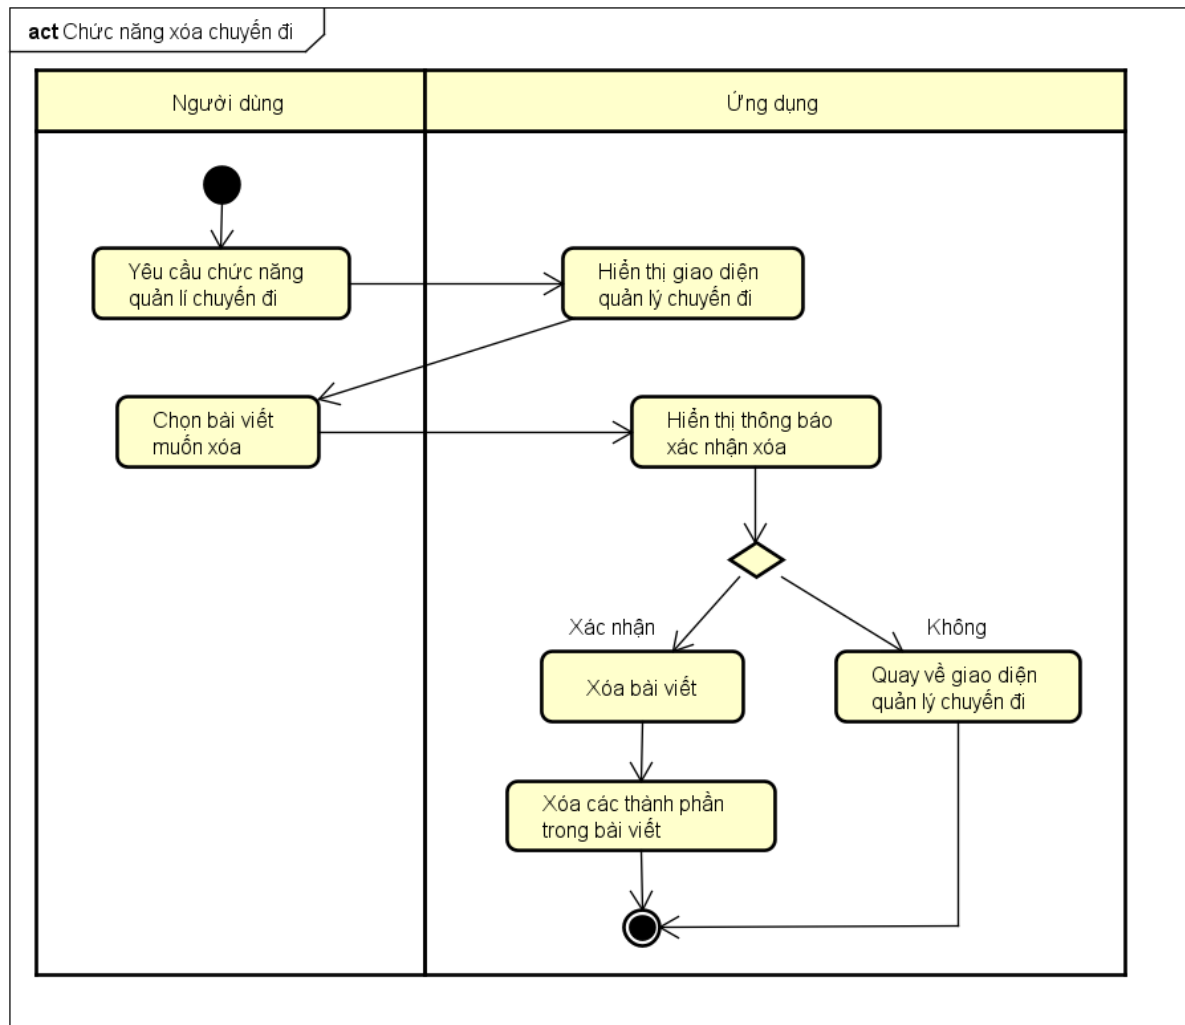 act Chức năng xóa chuyến đi
Người dùng
Ứng dụng
Yêu cầu chức năng
quản lí chuyến đi
Hiển thị giao diện
quản lý chuyến đi
Chọn bài viết
muốn xóa
Hiển thị thông báo
xác nhận xóa
Xác nhận
Không
Xóa bài viết
Quay về giao diện
quản lý chuyến đi
Xóa các thành phần
trong bài viết